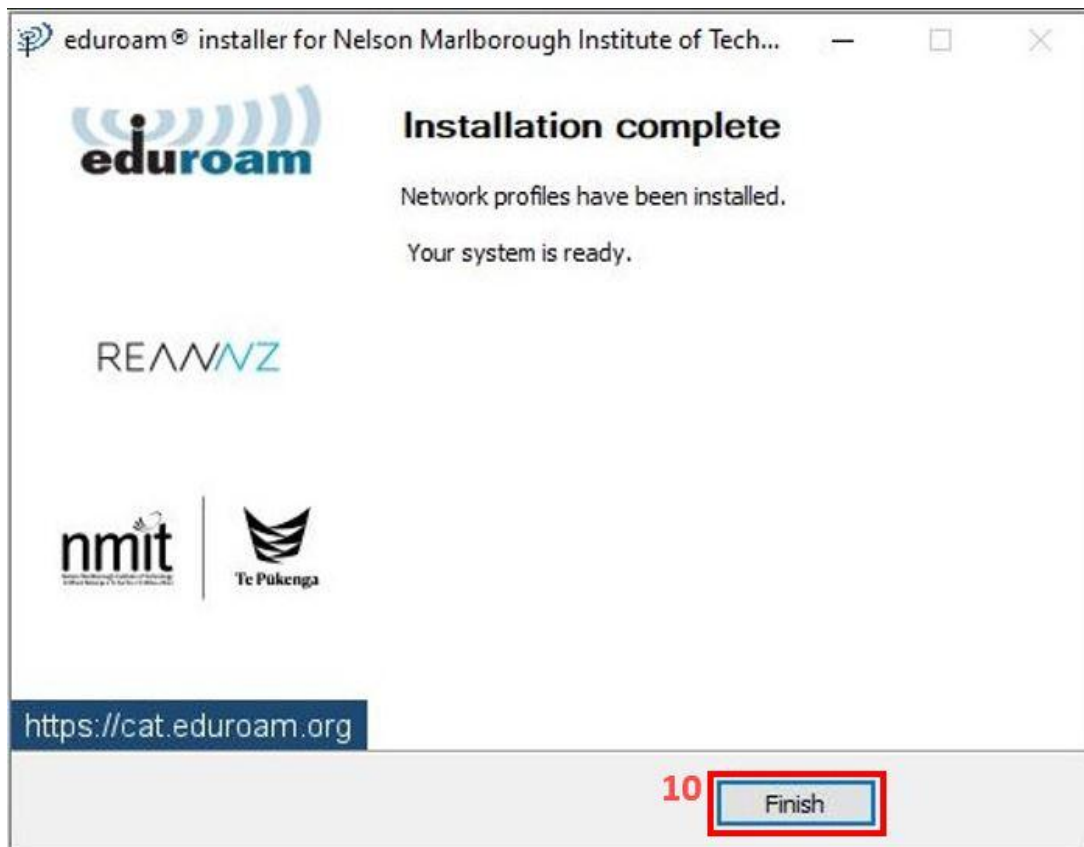 eduroam® installer for Nelson Marlborough Institute of Tech...
eduroam
Installation complete
Network profiles have been installed.
Your system is ready.
REANNZ
nmit
Te Pūkenga
https://cat.eduroam.org
10
Finish